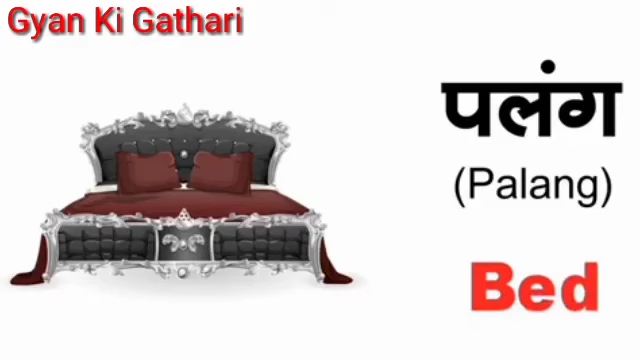 Gyan Ki Gathari
पलंग
(Palang)
Bed